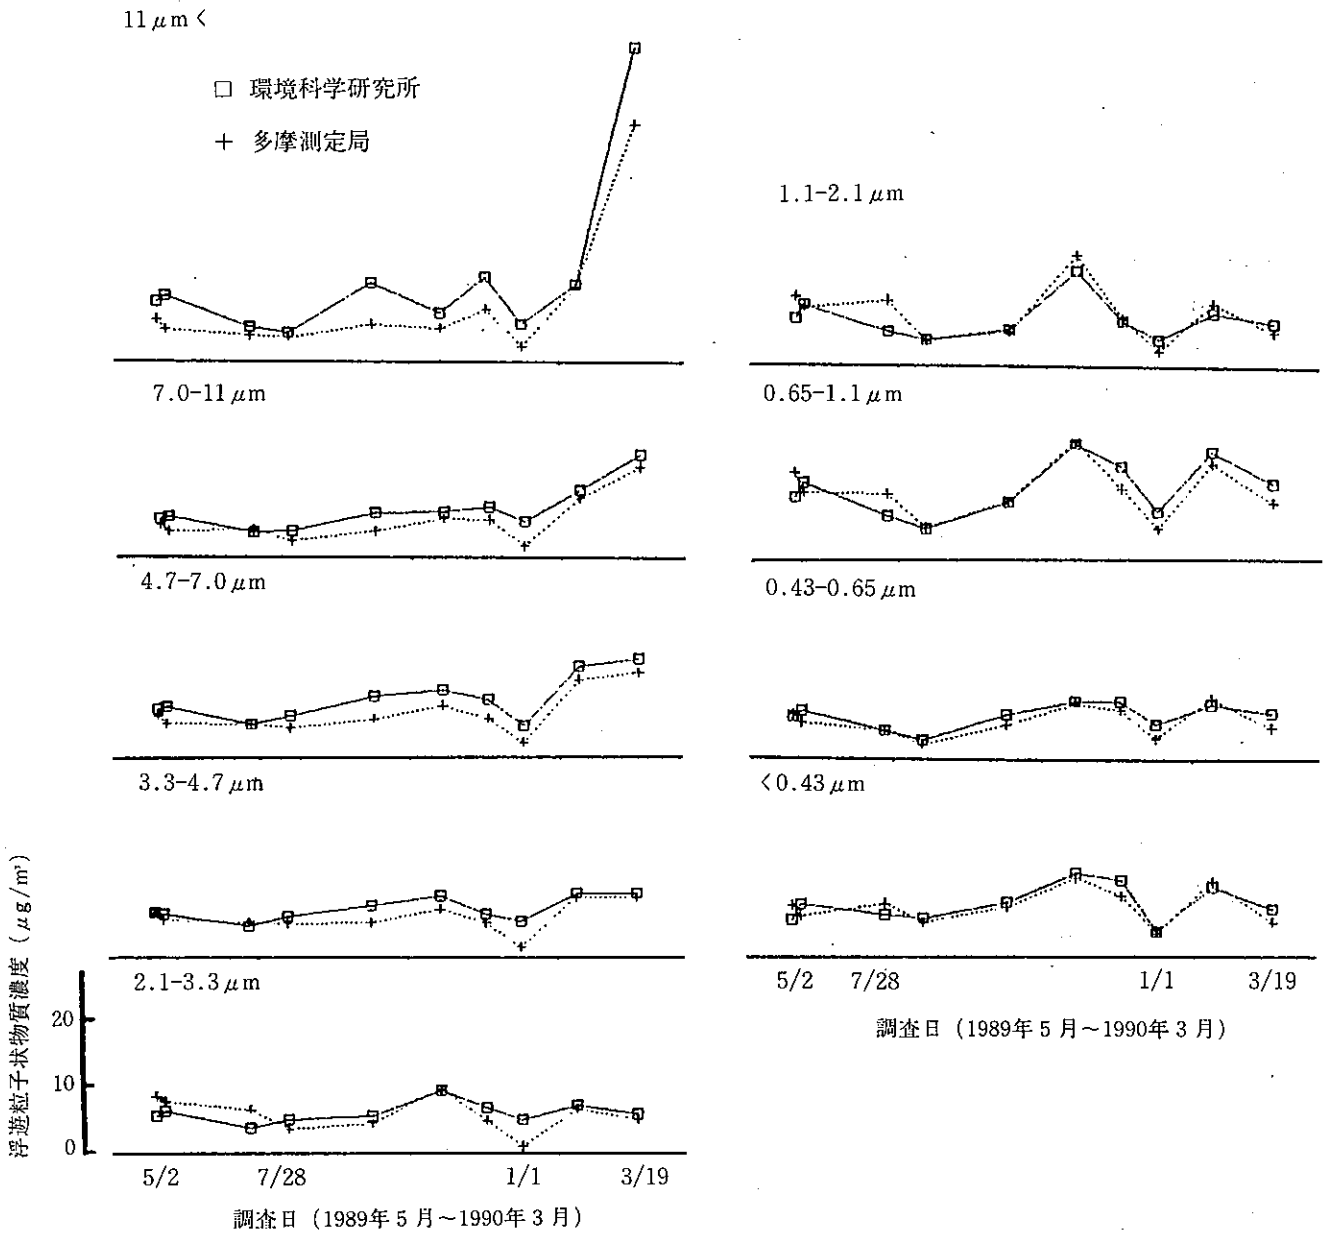 11μm<
□ 環境科学研究所
+ 多摩測定局
7.0-11μm
4.7-7.0μm
3.3-4.7μm
2.1-3.3μm
浮遊粒子状物質濃度（μg/m³）
20
10
0
5/2 7/28 1/1 3/19
調査日（1989年5月～1990年3月）
1.1-2.1μm
0.65-1.1μm
0.43-0.65μm
<0.43μm
5/2 7/28 1/1 3/19
調査日（1989年5月～1990年3月）